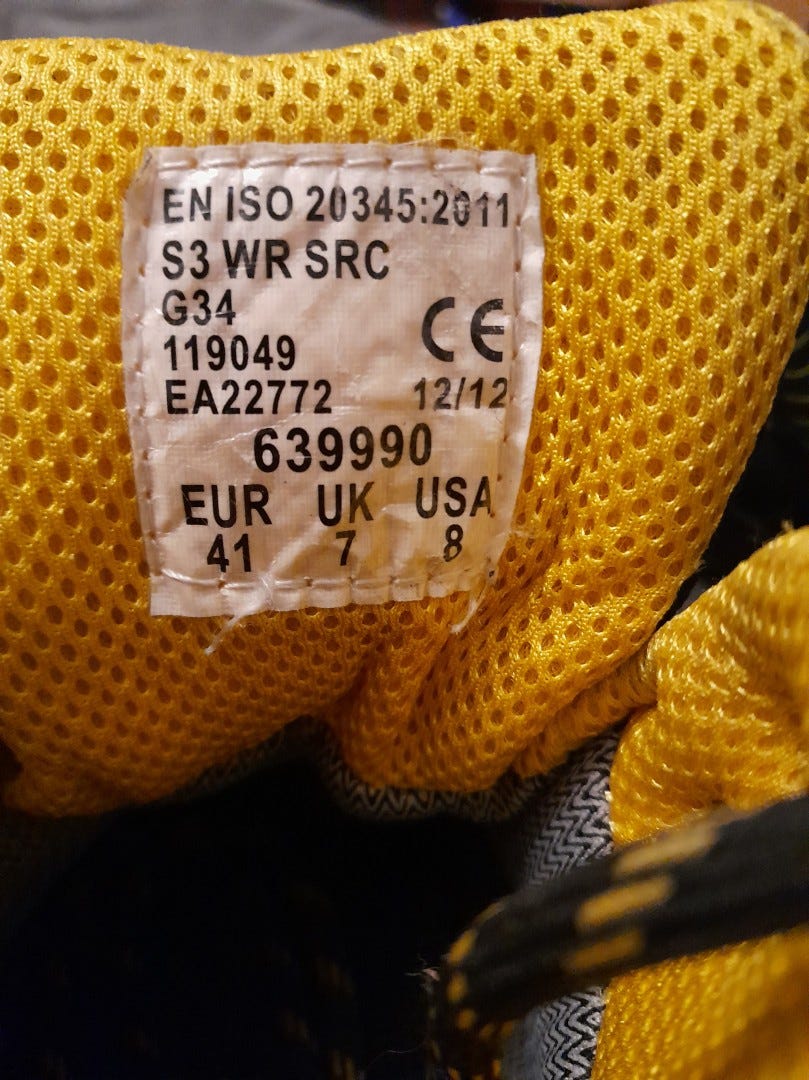 EN ISO 20345:2011
S3 WR SRC
G34
119049 CE
EA22772 12/12
639990
EUR UK USA
41 7 8